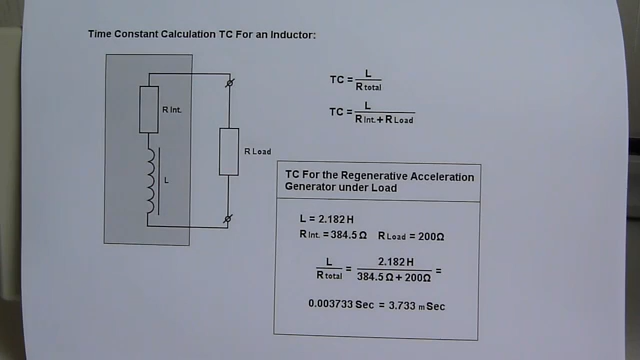 Time Constant Calculation TC For an Inductor:
R Int.
L
R Load
TC = L / R total
TC = L / R Int. + R Load
TC For the Regenerative Acceleration
Generator under Load
L = 2.182 H
R Int. = 384.5 Ω R Load = 200Ω
L / R total = 2.182 H / 384.5 Ω + 200Ω =
0.003733 Sec = 3.733 m Sec